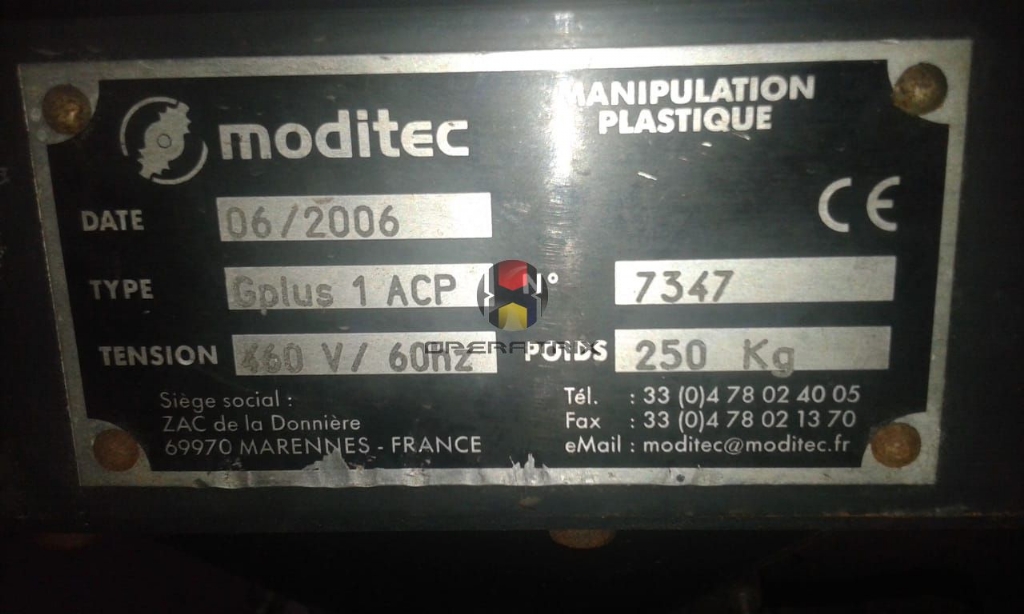 moditec
MANIPULATION
PLASTIQUE
CE
DATE 06/2006
TYPE Gplus 1 ACP N° 7347
TENSION 460 V/ 60hz POIDS 250 Kg
Siège social :
ZAC de la Donnière
69970 MARENNES - FRANCE
Tél. : 33 (0)4 78 02 40 05
Fax : 33 (0)4 78 02 13 70
eMail : moditec@moditec.fr